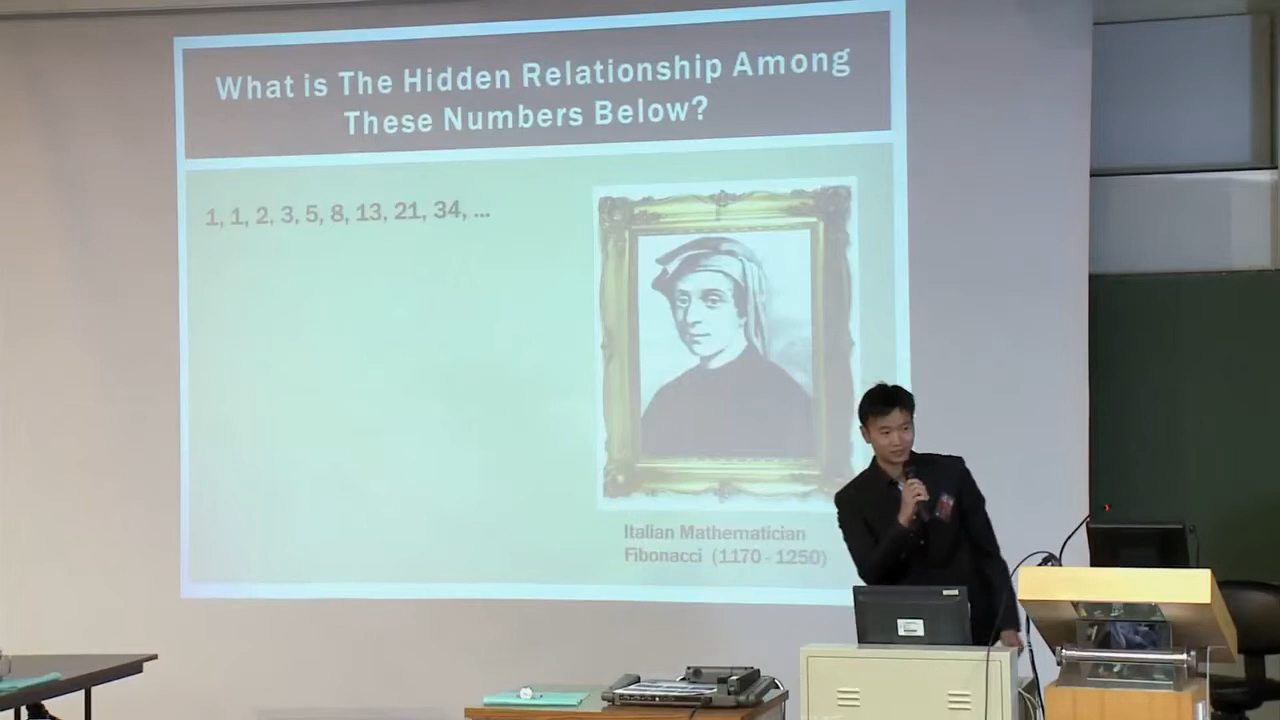 What is The Hidden Relationship Among
These Numbers Below?
1, 1, 2, 3, 5, 8, 13, 21, 34, ...
Italian Mathematician
Fibonacci (1170 - 1250)